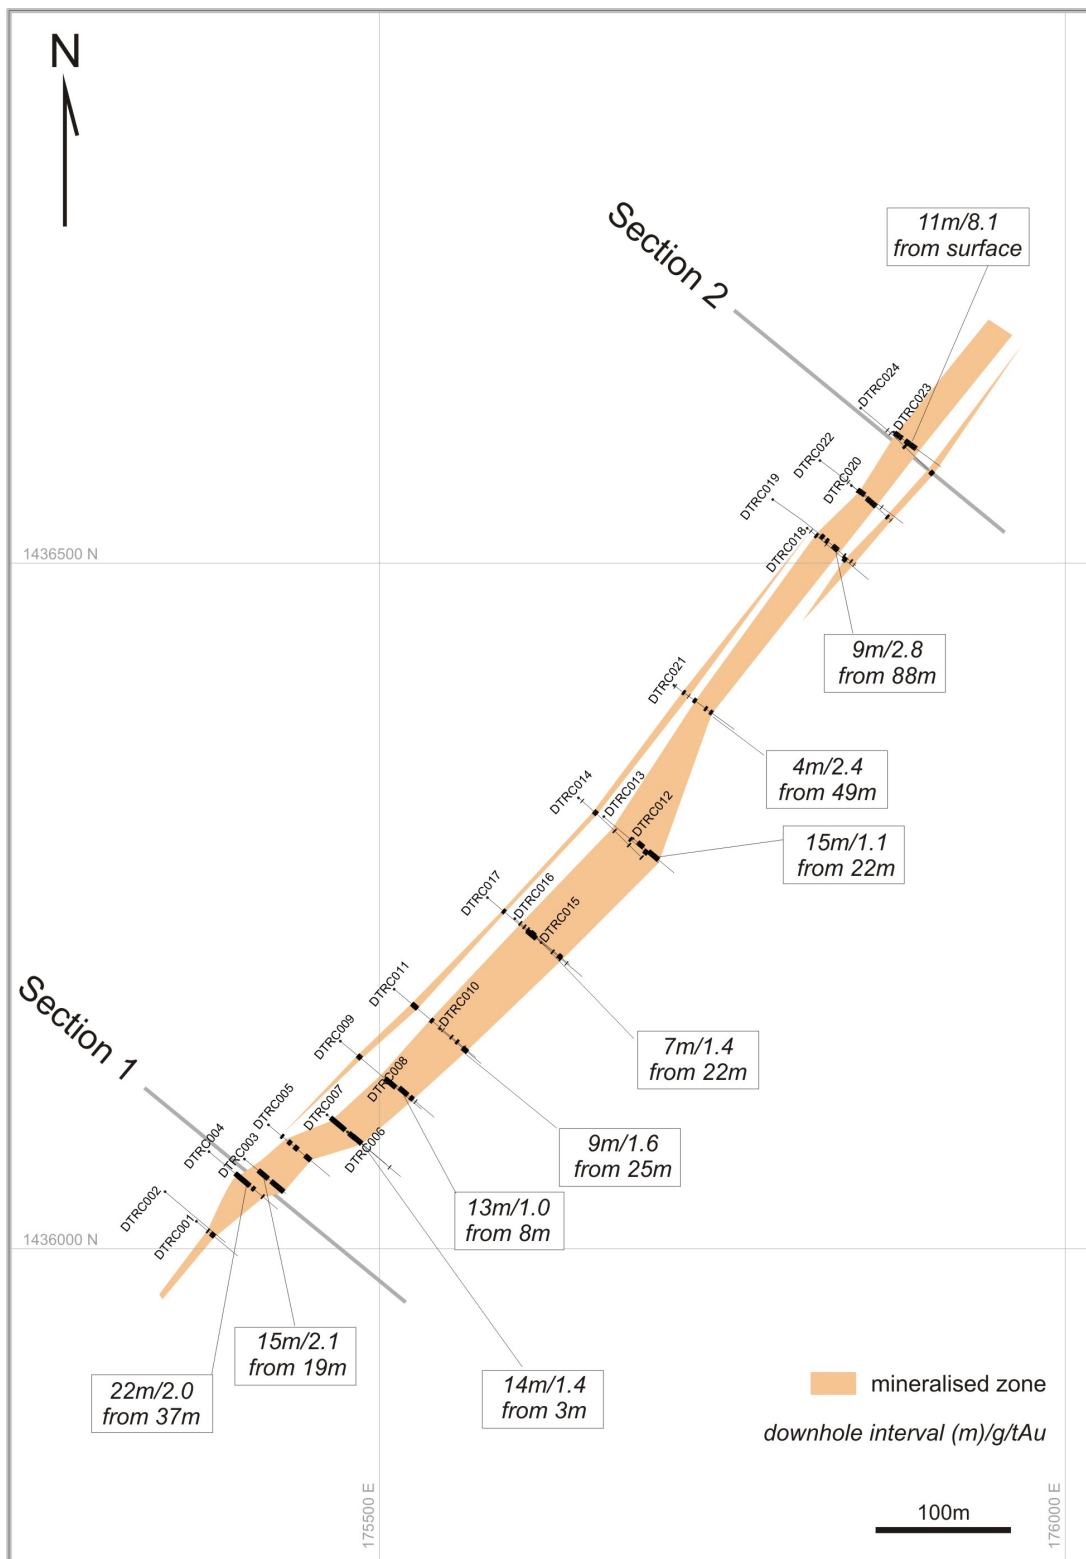 N
Section 2
11m/8.1
from surface
DTRC024
DTRC023
DTRC022
DTRC020
DTRC019
DTRC018
1436500 N
9m/2.8
from 88m
DTRC021
4m/2.4
from 49m
DTRC014
DTRC013
DTRC012
15m/1.1
from 22m
DTRC017
DTRC016
DTRC015
DTRC011
DTRC010
Section 1
DTRC009
7m/1.4
from 22m
DTRC008
DTRC007
DTRC005
DTRC006
DTRC004
DTRC003
9m/1.6
from 25m
DTRC002
DTRC001
13m/1.0
from 8m
1436000 N
15m/2.1
from 19m
22m/2.0
from 37m
14m/1.4
from 3m
mineralised zone
downhole interval (m)/g/tAu
175500 E
176000 E
100m